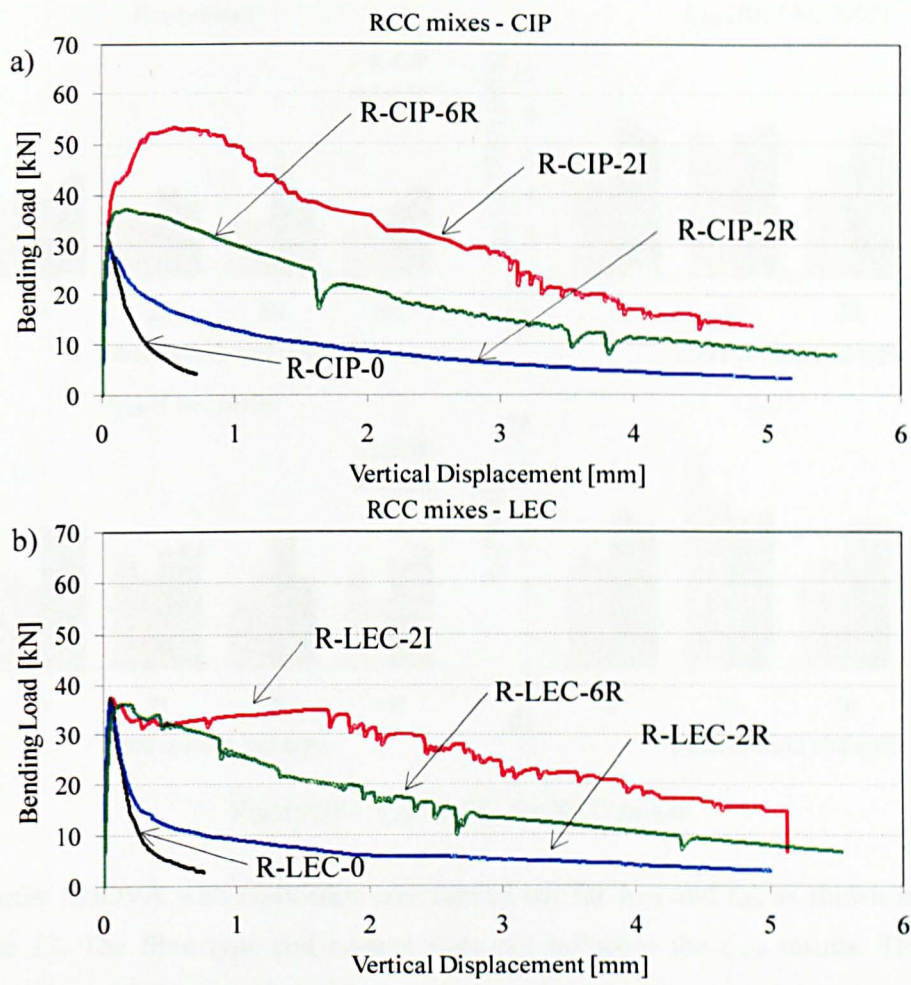 RCC mixes - CIP
a)
70
60
50
40
30
20
10
0
Bending Load [kN]
R-CIP-6R
R-CIP-2I
R-CIP-2R
R-CIP-0
0 1 2 3 4 5 6
Vertical Displacement [mm]
RCC mixes - LEC
b)
70
60
50
40
30
20
10
0
Bending Load [kN]
R-LEC-2I
R-LEC-6R
R-LEC-2R
R-LEC-0
0 1 2 3 4 5 6
Vertical Displacement [mm]